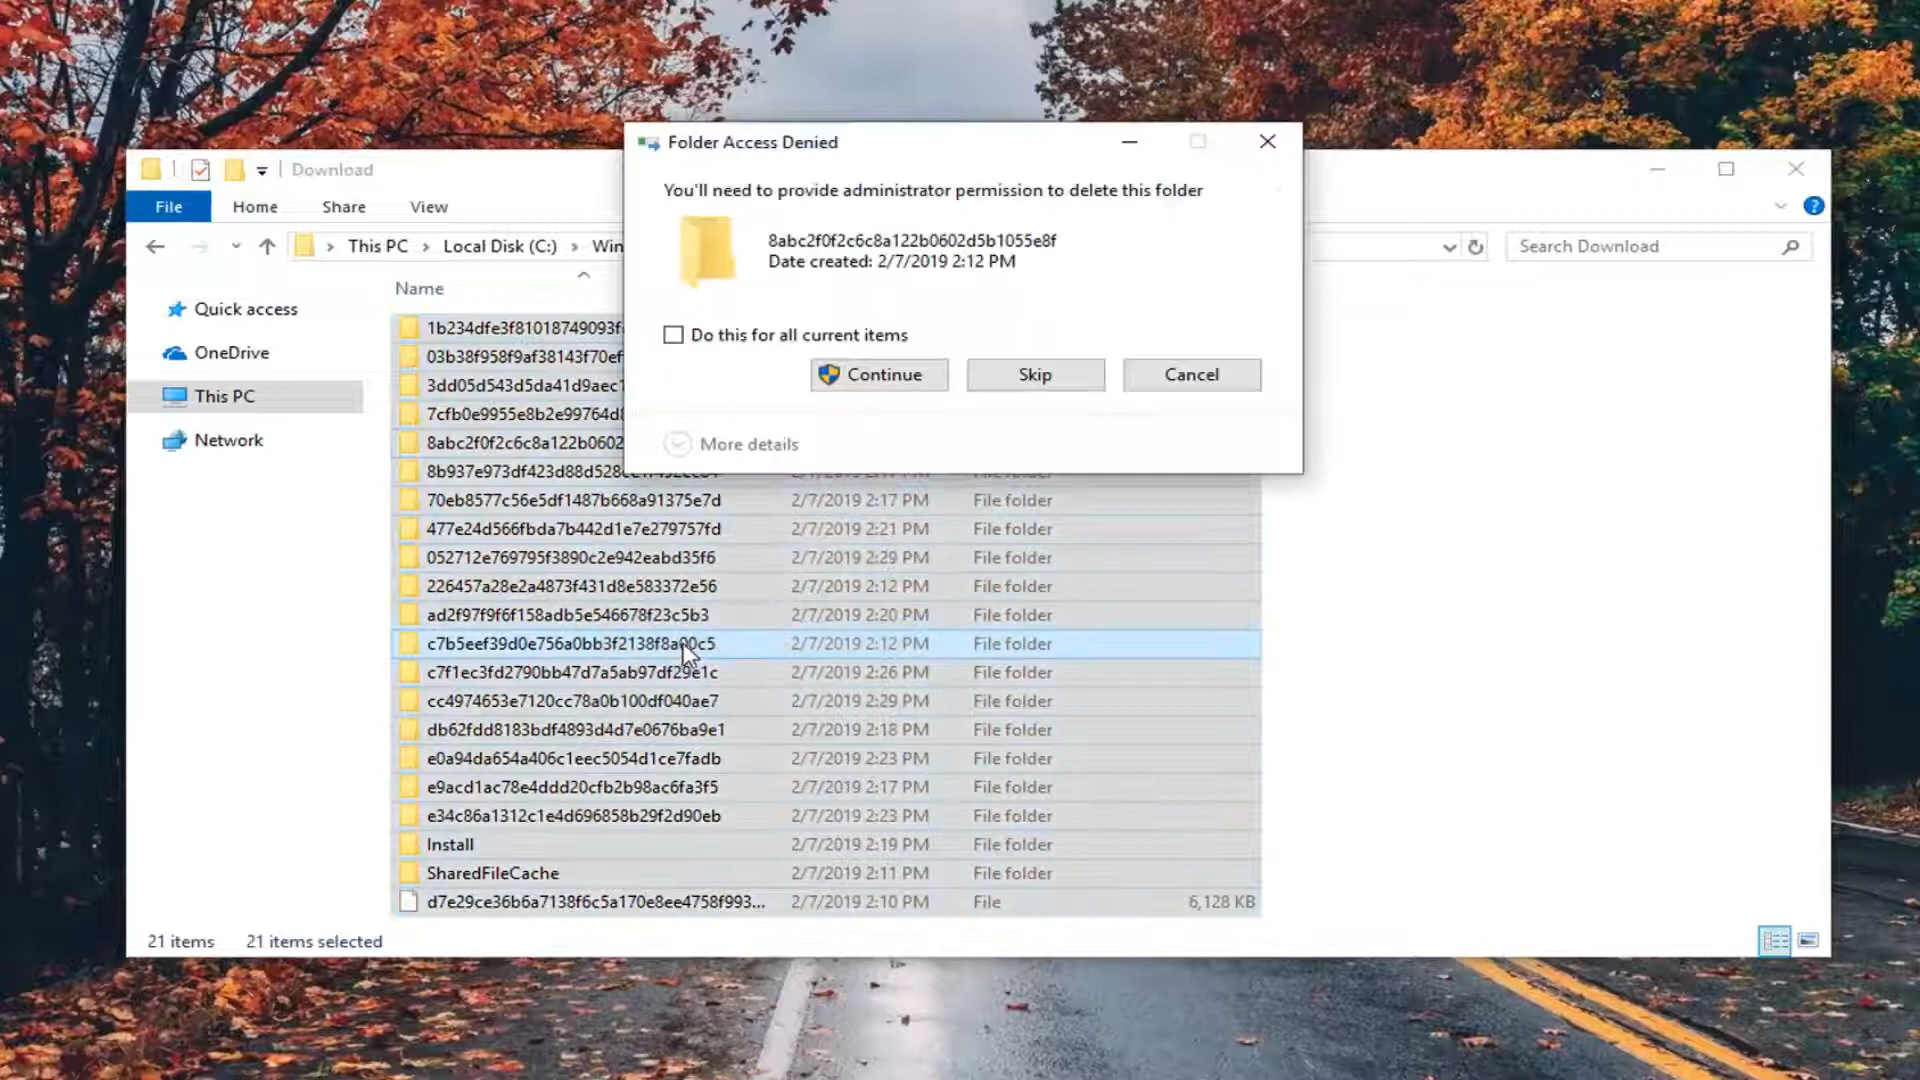 Folder Access Denied
You'll need to provide administrator permission to delete this folder
8abc2f0f2c6c8a122b0602d5b1055e8f
Date created: 2/7/2019 2:12 PM
Do this for all current items
Continue Skip Cancel
More details
Download
File Home Share View
This PC Local Disk (C:) Win
Search Download
Name
Quick access
OneDrive
This PC
Network
1b234dfe3f81018749093f
03b38f958f9af38143f70ef
3dd05d543d5da41d9aec
7cfb0e9955e8b2e99764d8
8abc2f0f2c6c8a122b0602
8b937e973df423d88d528
70eb8577c56e5df1487b668a91375e7d 2/7/2019 2:17 PM File folder
477e24d566fbda7b442d1e7e279757fd 2/7/2019 2:21 PM File folder
052712e769795f3890c2e942eabd35f6 2/7/2019 2:29 PM File folder
226457a28e2a4873f431d8e583372e56 2/7/2019 2:12 PM File folder
ad2f97f9f6f158adb5e546678f23c5b3 2/7/2019 2:20 PM File folder
c7b5eef39d0e756a0bb3f2138f8a00c5 2/7/2019 2:12 PM File folder
c7f1ec3fd2790bb47d7a5ab97df29e1c 2/7/2019 2:26 PM File folder
cc4974653e7120cc78a0b100df040ae7 2/7/2019 2:29 PM File folder
db62fdd8183bdf4893d4d7e0676ba9e1 2/7/2019 2:18 PM File folder
e0a94da654a406c1eec5054d1ce7fadb 2/7/2019 2:23 PM File folder
e9acd1ac78e4ddd20cfb2b98ac6fa3f5 2/7/2019 2:17 PM File folder
e34c86a1312c1e4d696858b29f2d90eb 2/7/2019 2:23 PM File folder
Install 2/7/2019 2:19 PM File folder
SharedFileCache 2/7/2019 2:11 PM File folder
d7e29ce36b6a7138f6c5a170e8ee4758f993... 2/7/2019 2:10 PM File 6,128 KB
21 items 21 items selected